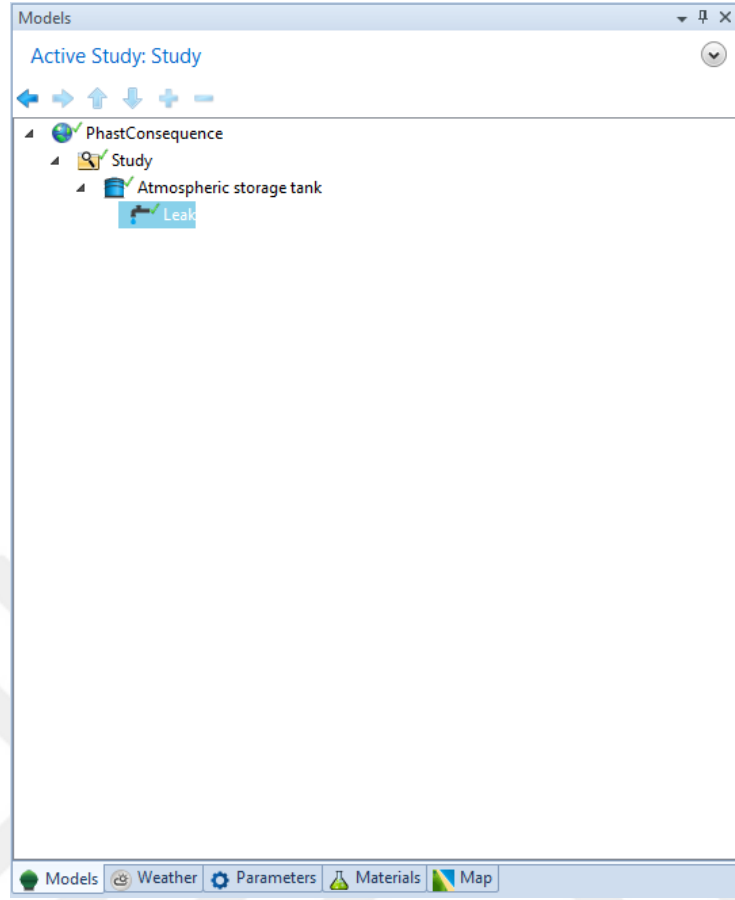 Models
Active Study: Study
PhastConsequence
Study
Atmospheric storage tank
Leak
Models Weather Parameters Materials Map